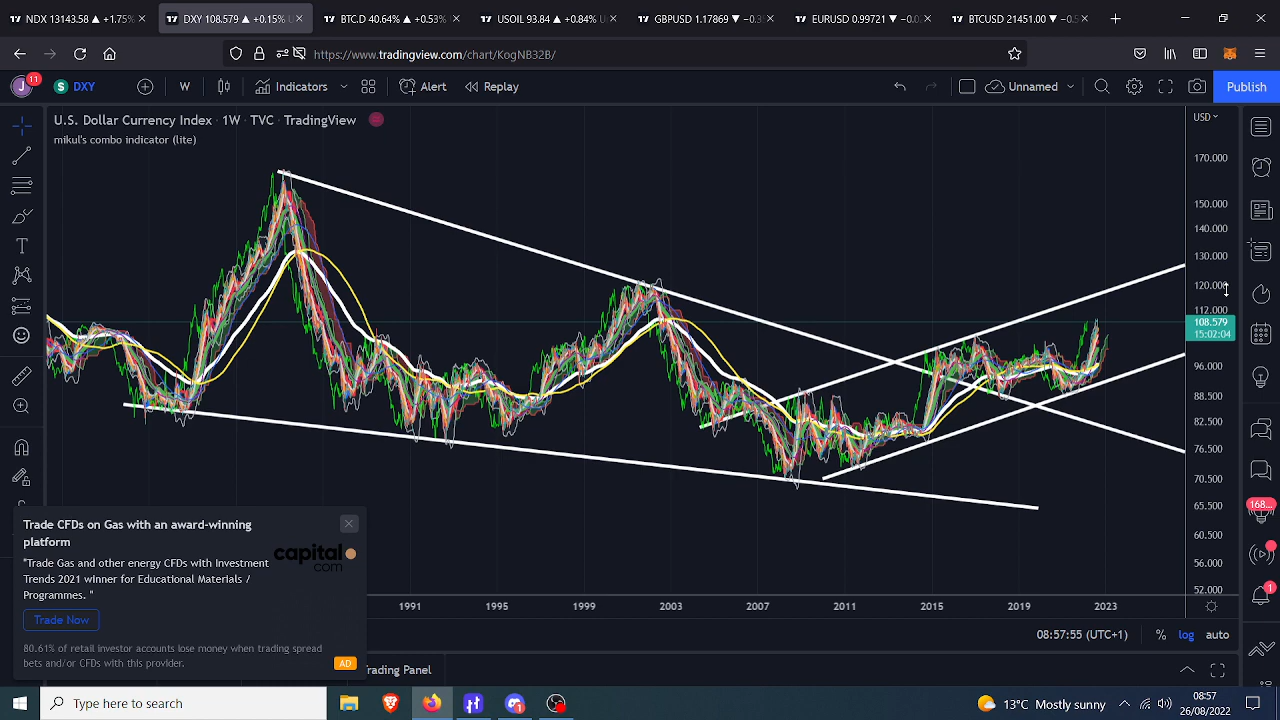 NDX 13143.58 ▲ +1.75%
DXY 108.579 ▲ +0.15% U
BTC.D 40.64% ▲ +0.53%
USOIL 93.84 ▲ +0.84% U
GBPUSD 1.17869 ▼ −0.3
BTCUSD 21451.00 ▼ −0.5
https://www.tradingview.com/chart/KogNB32B/
J 11 S DXY W Indicators Alert Replay Unnamed Publish
U.S. Dollar Currency Index · 1W · TVC · TradingView
mikul's combo indicator (lite)
USD
170.000
150.000
140.000
130.000
120.000
112.000
108.579
15:02:04
96.000
88.500
82.500
76.500
70.500
65.500
60.500
56.000
52.000
168...
1
Trade CFDs on Gas with an award-winning
platform
"Trade Gas and other energy CFDs with Investment
Trends 2021 winner for Educational Materials /
Programmes. "
capital
com
Trade Now
80.61% of retail investor accounts lose money when trading spread
bets and/or CFDs with this provider.
AD
1991 1995 1999 2003 2007 2011 2015 2019 2023
08:57:55 (UTC+1) % log auto
Trading Panel
Type here to search
13°C Mostly sunny
08:57
26/08/2022